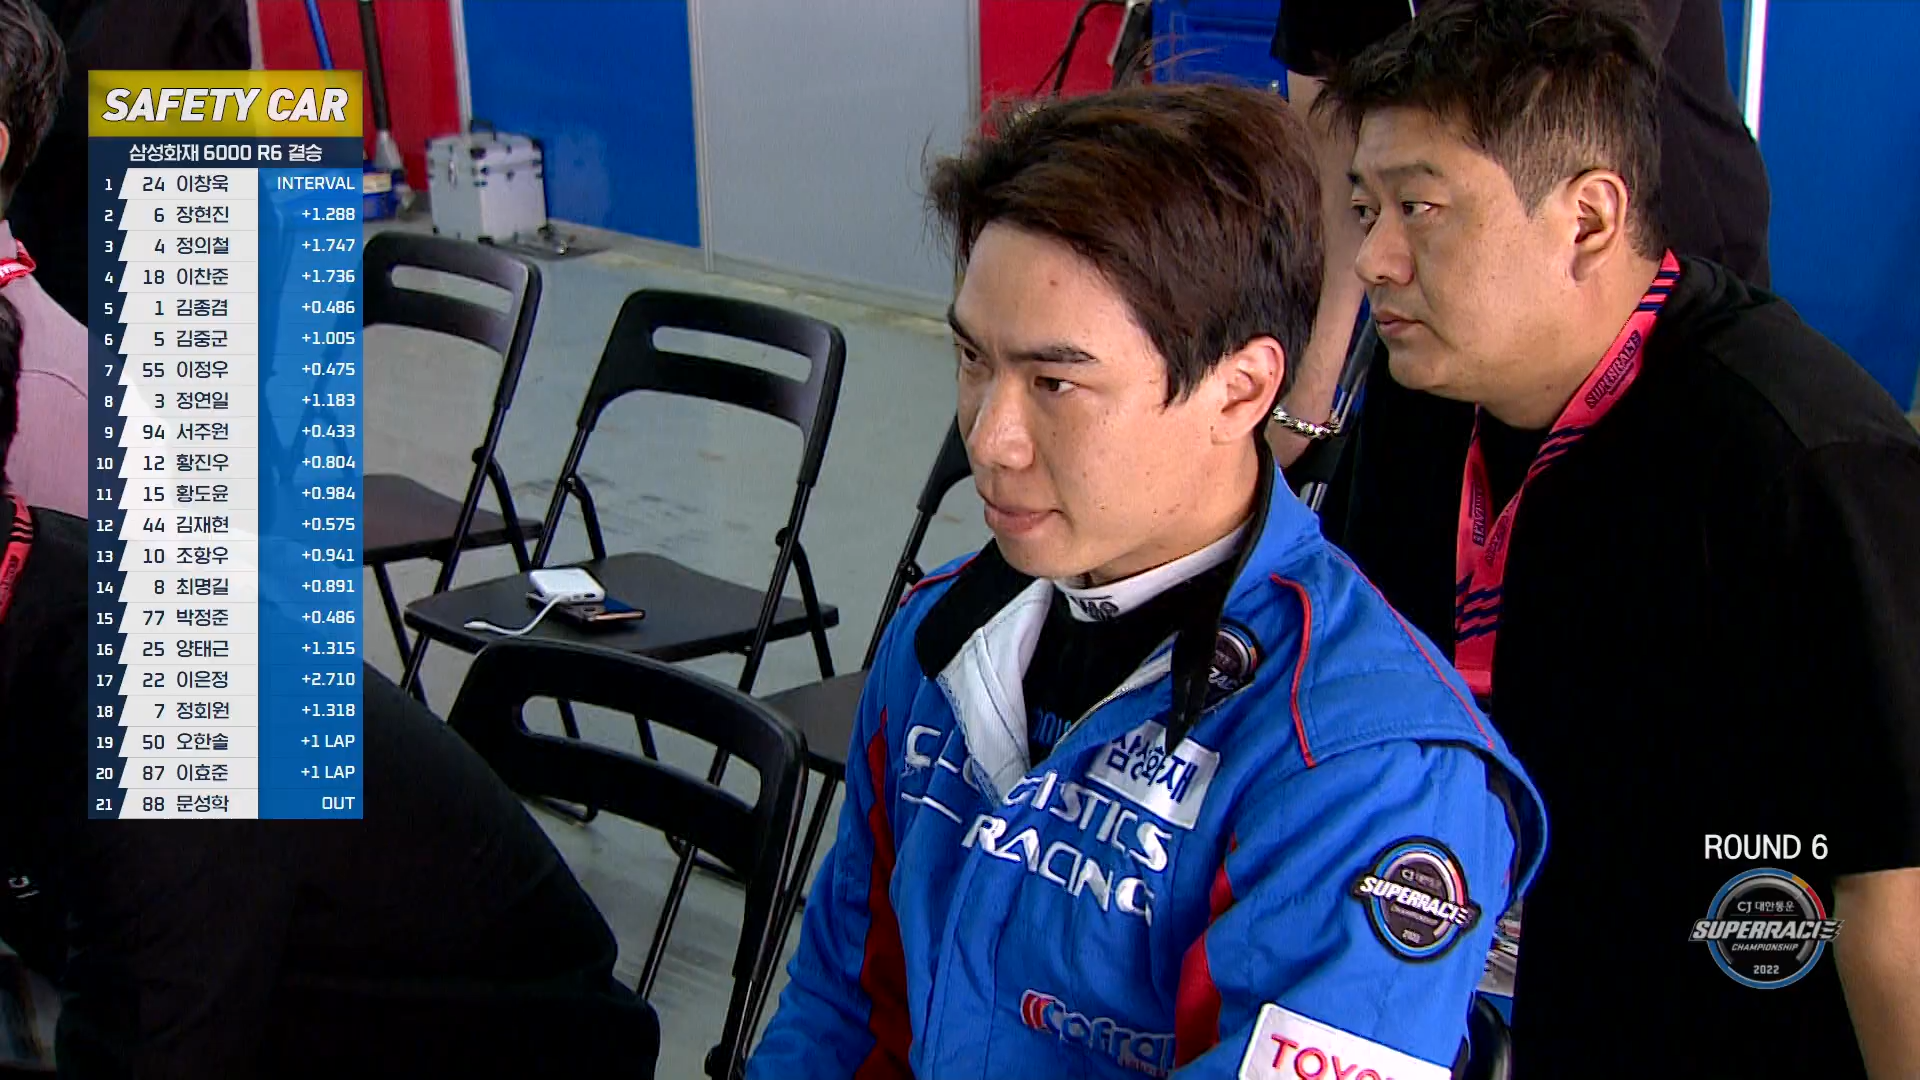 SAFETY CAR
삼성화재 6000 R6 결승
1 24 이창욱 INTERVAL
2 6 장현진 +1.288
3 4 정의철 +1.747
4 18 이찬준 +1.736
5 1 김종겸 +0.486
6 5 김중군 +1.005
7 55 이정우 +0.475
8 3 정연일 +1.183
9 94 서주원 +0.433
10 12 황진우 +0.804
11 15 황도윤 +0.984
12 44 김재현 +0.575
13 10 조항우 +0.941
14 8 최명길 +0.891
15 77 박정준 +0.486
16 25 양태근 +1.315
17 22 이은정 +2.710
18 7 정회원 +1.318
19 50 오한솔 +1 LAP
20 87 이효준 +1 LAP
21 88 문성학 OUT
SUPERRACE
삼성화재
RACING
SUPERRACE
CHAMPIONSHIP
2022
ROUND 6
CJ 대한통운
SUPERRACE
CHAMPIONSHIP
2022